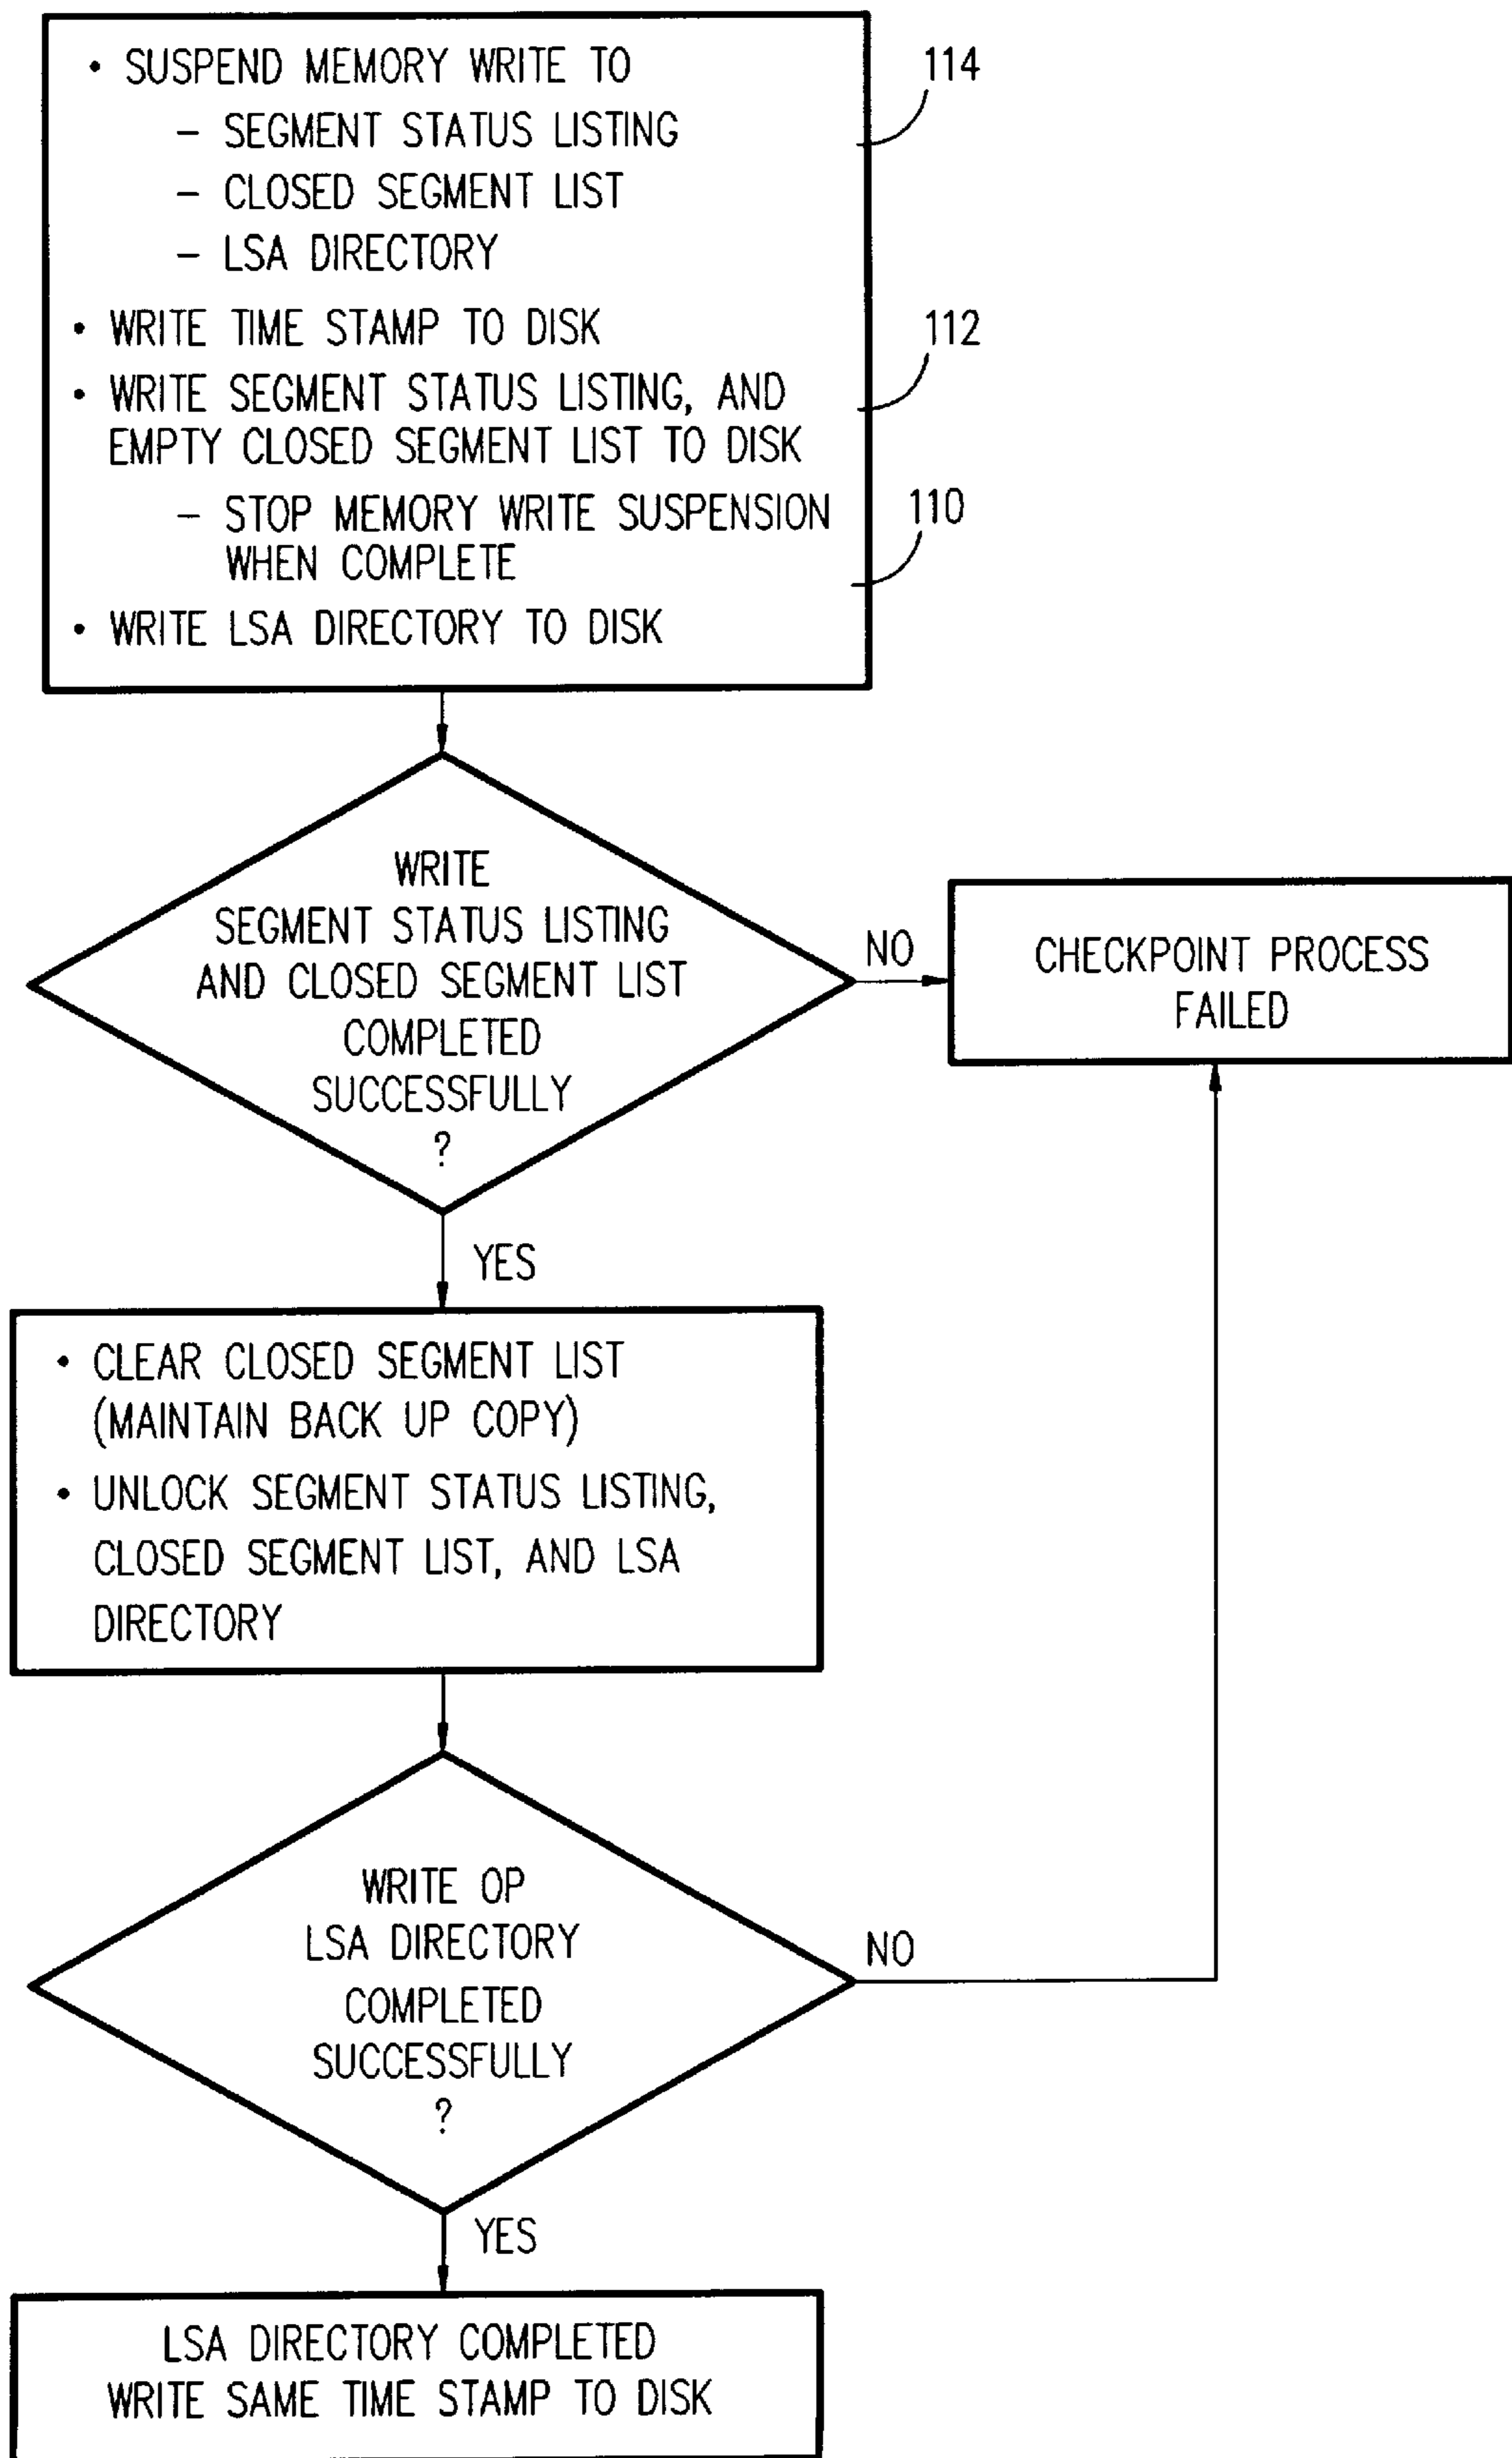 • SUSPEND MEMORY WRITE TO
– SEGMENT STATUS LISTING
– CLOSED SEGMENT LIST
– LSA DIRECTORY
• WRITE TIME STAMP TO DISK
• WRITE SEGMENT STATUS LISTING, AND
EMPTY CLOSED SEGMENT LIST TO DISK
– STOP MEMORY WRITE SUSPENSION
WHEN COMPLETE
• WRITE LSA DIRECTORY TO DISK
114
112
110
WRITE
SEGMENT STATUS LISTING
AND CLOSED SEGMENT LIST
COMPLETED
SUCCESSFULLY
?
NO
CHECKPOINT PROCESS
FAILED
YES
• CLEAR CLOSED SEGMENT LIST
(MAINTAIN BACK UP COPY)
• UNLOCK SEGMENT STATUS LISTING,
CLOSED SEGMENT LIST, AND LSA
DIRECTORY
WRITE OP
LSA DIRECTORY
COMPLETED
SUCCESSFULLY
?
NO
YES
LSA DIRECTORY COMPLETED
WRITE SAME TIME STAMP TO DISK